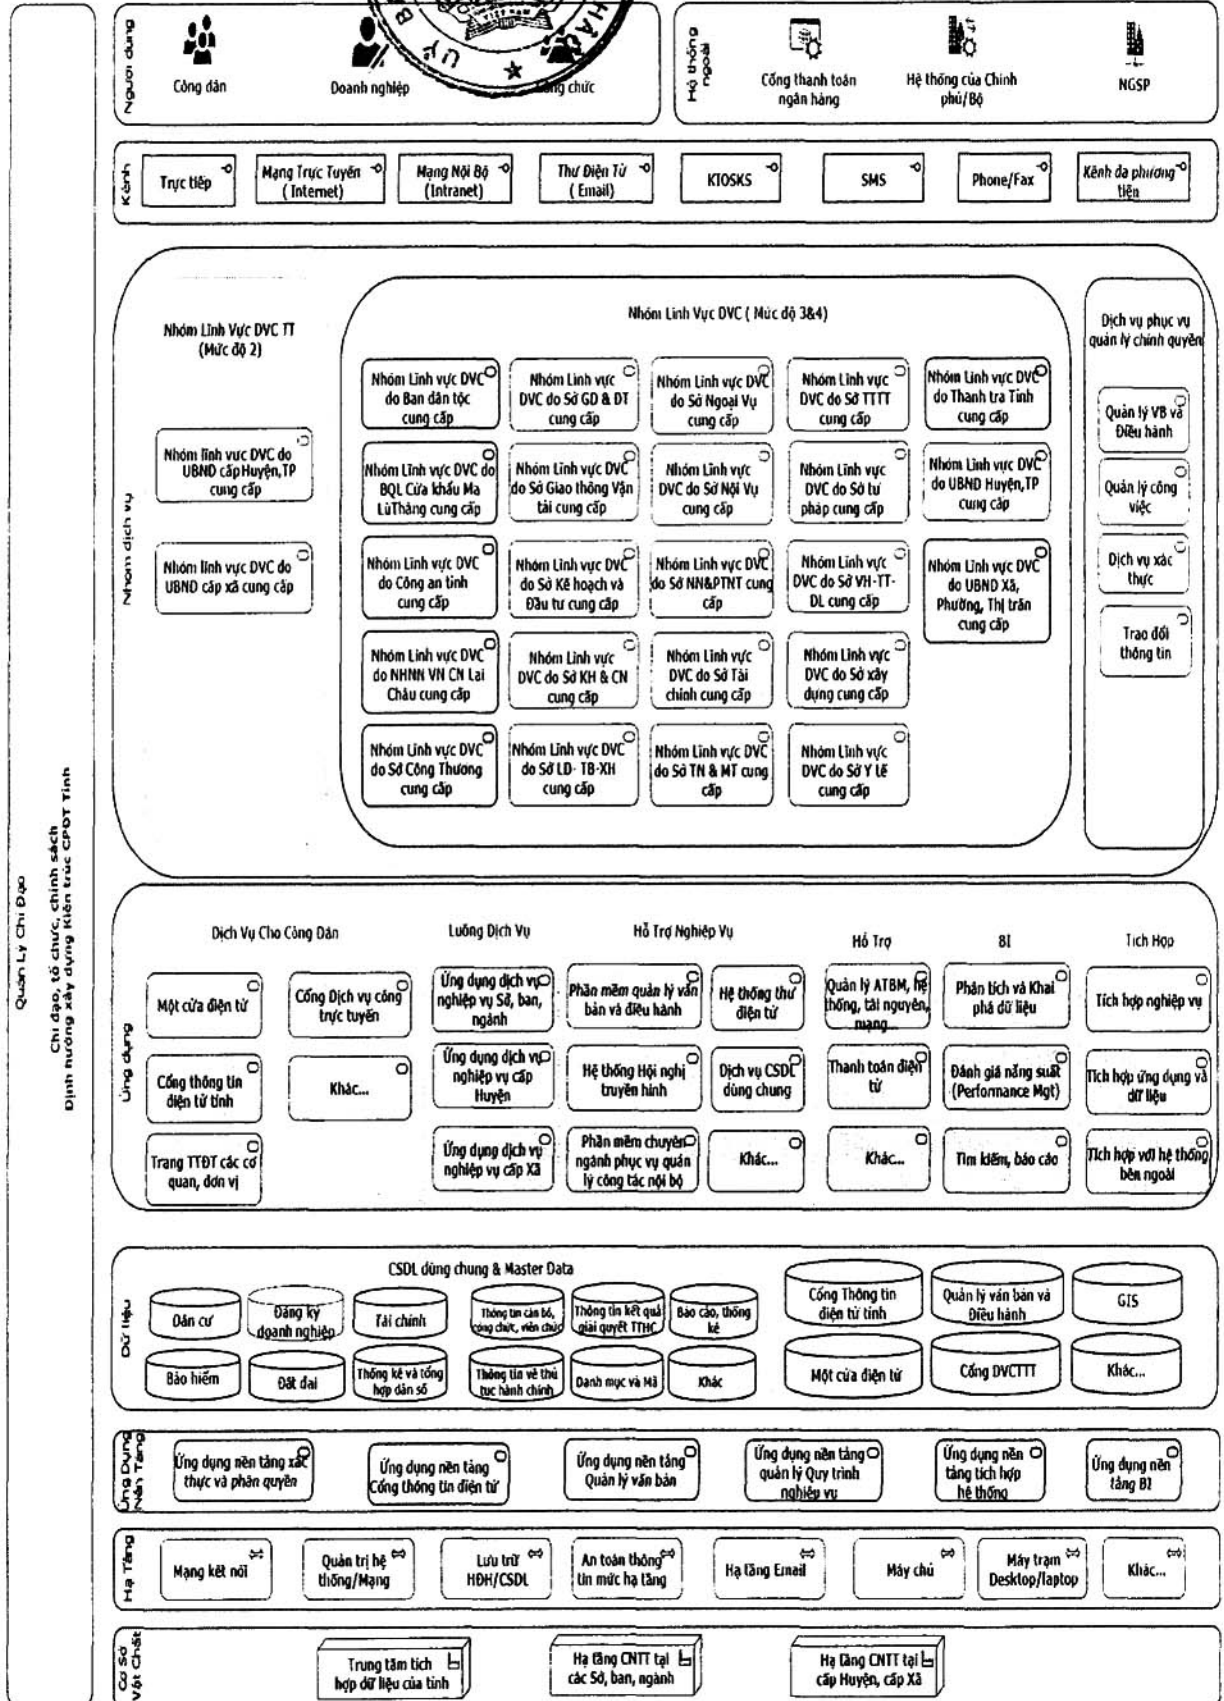 Quản Lý Chỉ Đạo
Chỉ đạo, tổ chức, chính sách
Định hướng xây dựng Kiến trúc CPĐT Tỉnh
Người dùng
Công dân
Doanh nghiệp
chức
VIỆT NAM
Hệ thống
ngoài
Cổng thanh toán
ngân hàng
Hệ thống của Chính
phủ/Bộ
NGSP
Kênh
Trực tiếp
Mạng Trực Tuyến
( Internet)
Mạng Nội Bộ
(Intranet)
Thư Điện Tử
( Email)
KIOSKS
SMS
Phone/Fax
Kênh đa phương
tiện
Nhóm dịch vụ
Nhóm Lĩnh Vực DVC TT
(Mức độ 2)
Nhóm lĩnh vưc DVC do
UBND cấp Huyện,TP
cung cấp
Nhóm lĩnh vực DVC do
UBND cấp xã cung cấp
Nhóm Lĩnh Vực DVC ( Mức độ 3&4)
Nhóm Lĩnh vực DVC
do Ban dân tộc
cung cấp
Nhóm Lĩnh vực
DVC do Sở GD & ĐT
cung cấp
Nhóm Lĩnh vực DVC
do Sở Ngoại Vụ
cung cấp
Nhóm Lĩnh vực
DVC do Sở TTTT
cung cấp
Nhóm Lĩnh vực DVC
do Thanh tra Tỉnh
cung cấp
Nhóm Lĩnh vực DVC do
BQL Cửa khẩu Ma
LùThàng cung cấp
Nhóm Lĩnh vực DVC
do Sở Giao thông Vận
tải cung cấp
Nhóm Lĩnh vực
DVC do Sở Nội Vụ
cung cấp
Nhóm Lĩnh vực
DVC do Sở tư
pháp cung cấp
Nhóm Lĩnh vực DVC
do UBND Huyện,TP
cung cấp
Nhóm Lĩnh vực DVC
do Công an tỉnh
cung cấp
Nhóm Lĩnh vực DVC
do Sở Kế hoạch và
Đầu tư cung cấp
Nhóm Lĩnh vực DVC
do Sở NN&PTNT cung
cấp
Nhóm Lĩnh vực
DVC do Sở VH-TT-
DL cung cấp
Nhóm Lĩnh vực DVC
do UBND Xã,
Phường, Thị trấn
cung cấp
Nhóm Lĩnh vực DVC
do NHNN VN CN Lai
Châu cung cấp
Nhóm Lĩnh vực
DVC do Sở KH & CN
cung cấp
Nhóm Lĩnh vực
DVC do Sở Tài
chính cung cấp
Nhóm Lĩnh vực
DVC do Sở xây
dựng cung cấp
Nhóm Lĩnh vực DVC
do Sở Công Thương
cung cấp
Nhóm Lĩnh vực DVC
do Sở LĐ- TB-XH
cung cấp
Nhóm Lĩnh vực DVC
do Sở TN & MT cung
cấp
Nhóm Lĩnh vực
DVC do Sở Y tế
cung cấp
Dịch vụ phục vụ
quản lý chính quyền
Quản lý VB và
Điều hành
Quản lý công
việc
Dịch vụ xác
thực
Trao đổi
thông tin
Ứng dụng
Dịch Vụ Cho Công Dân
Luồng Dịch Vụ
Hỗ Trợ Nghiệp Vụ
Hỗ Trợ
BI
Tích Hợp
Một cửa điện tử
Cổng Dịch vụ công
trực tuyến
Ứng dụng dịch vụ
nghiệp vụ Sở, ban,
ngành
Phần mềm quản lý văn
bản và điều hành
Hệ thống thư
điện tử
Quản lý ATBM, hệ
thống, tài nguyên,
mạng...
Phân tích và Khai
phá dữ liệu
Tích hợp nghiệp vụ
Cổng thông tin
điện tử tỉnh
Khác...
Ứng dụng dịch vụ
nghiệp vụ cấp
Huyện
Hệ thống Hội nghị
truyền hình
Dịch vụ CSDL
dùng chung
Thanh toán điện
tử
Đánh giá năng suất
(Performance Mgt)
Tích hợp ứng dụng và
dữ liệu
Trang TTĐT các cơ
quan, đơn vị
Ứng dụng dịch vụ
nghiệp vụ cấp Xã
Phần mềm chuyên
ngành phục vụ quản
lý công tác nội bộ
Khác...
Khác...
Tìm kiếm, báo cáo
Tích hợp với hệ thống
bên ngoài
Dữ liệu
CSDL dùng chung & Master Data
Dân cư
Đăng ký
doanh nghiệp
Tài chính
Thông tin cán bộ,
công chức, viên chức
Thông tin kết quả
giải quyết TTHC
Báo cáo, thống
kê
Cổng Thông tin
điện tử tỉnh
Quản lý văn bản và
Điều hành
GIS
Bảo hiểm
Đất đai
Thống kê và tổng
hợp dân số
Thông tin về thủ
tục hành chính
Danh mục và Mã
Khác
Một cửa điện tử
Cổng DVCTTT
Khác...
Ứng Dụng
Nền Tảng
Ứng dụng nền tảng xác
thực và phân quyền
Ứng dụng nền tảng
Cổng thông tin điện tử
Ứng dụng nền tảng
Quản lý văn bản
Ứng dụng nền tảng
quản lý Quy trình
nghiệp vụ
Ứng dụng nền
tảng tích hợp
hệ thống
Ứng dụng nền
tảng BI
Hạ Tầng
Mạng kết nối
Quản trị hệ
thống/Mạng
Lưu trữ
HĐH/CSDL
An toàn thông
tin mức hạ tầng
Hạ tầng Email
Máy chủ
Máy trạm
Desktop/laptop
Khác...
Cơ Sở
Vật Chất
Trung tâm tích
hợp dữ liệu của tỉnh
Hạ tầng CNTT tại
các Sở, ban, ngành
Hạ tầng CNTT tại
cấp Huyện, cấp Xã